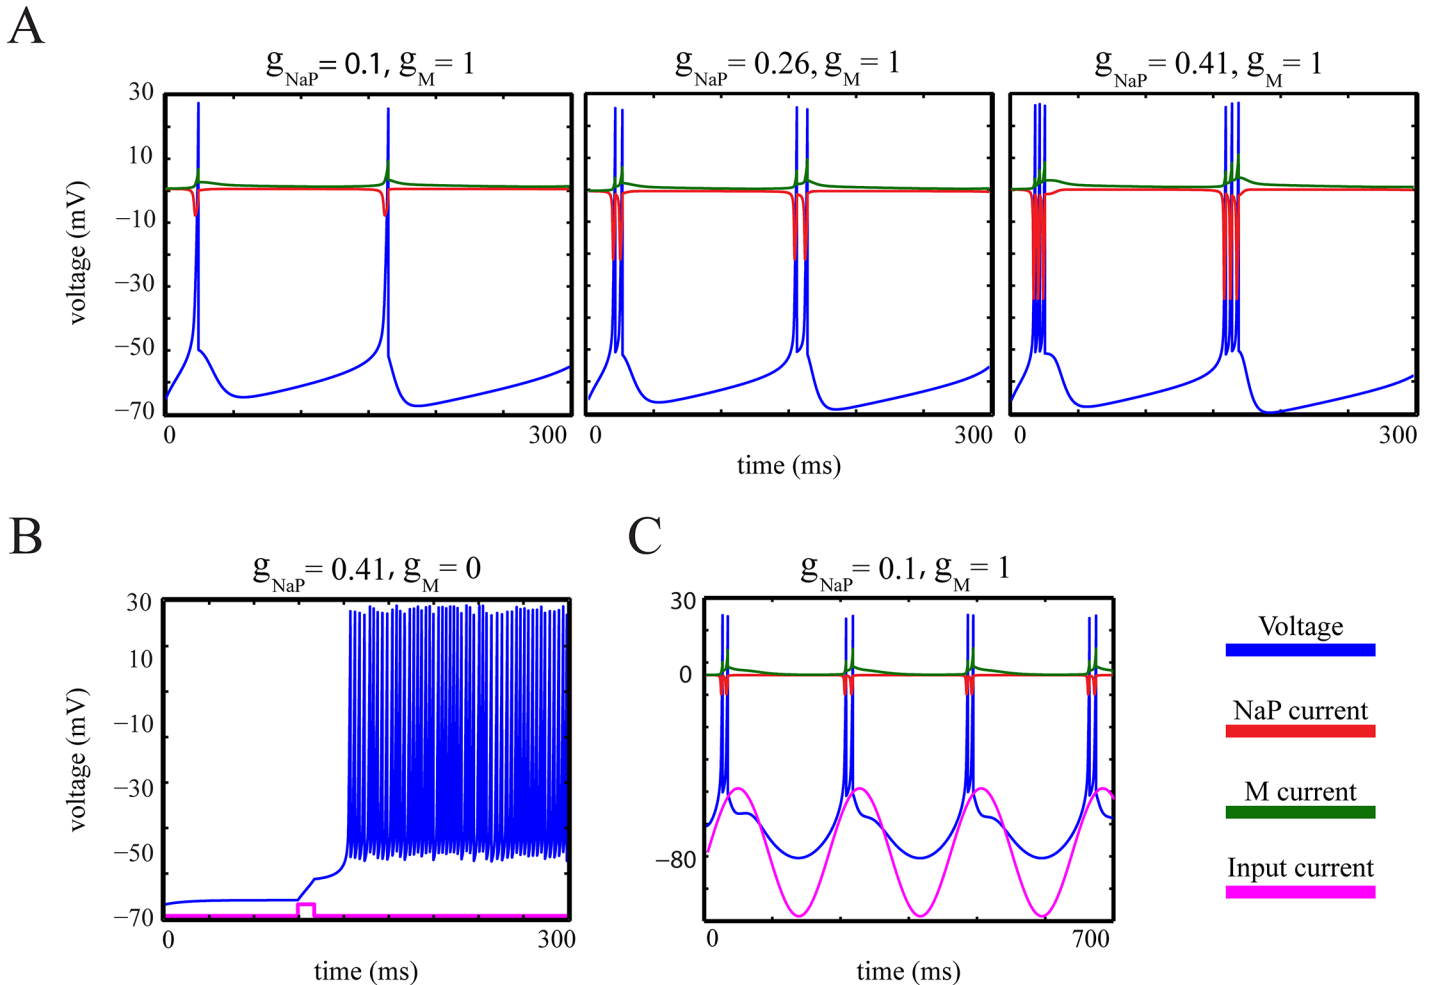 A
g_NaP = 0.1, g_M = 1
g_NaP = 0.26, g_M = 1
g_NaP = 0.41, g_M = 1
voltage (mV)
30
10
−10
−30
−50
−70
0
300
0
300
0
300
time (ms)
B
g_NaP = 0.41, g_M = 0
voltage (mV)
30
10
−10
−30
−50
−70
0
300
time (ms)
C
g_NaP = 0.1, g_M = 1
30
0
−80
0
700
time (ms)
Voltage
NaP current
M current
Input current